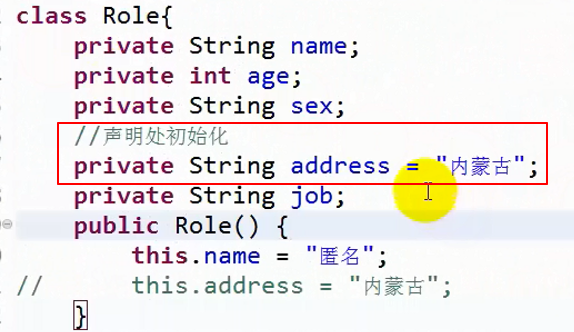 class Role{
private String name;
private int age;
private String sex;
//声明处初始化
private String address = "内蒙古";
private String job;
public Role() {
this.name = "匿名";
// this.address = "内蒙古";
}